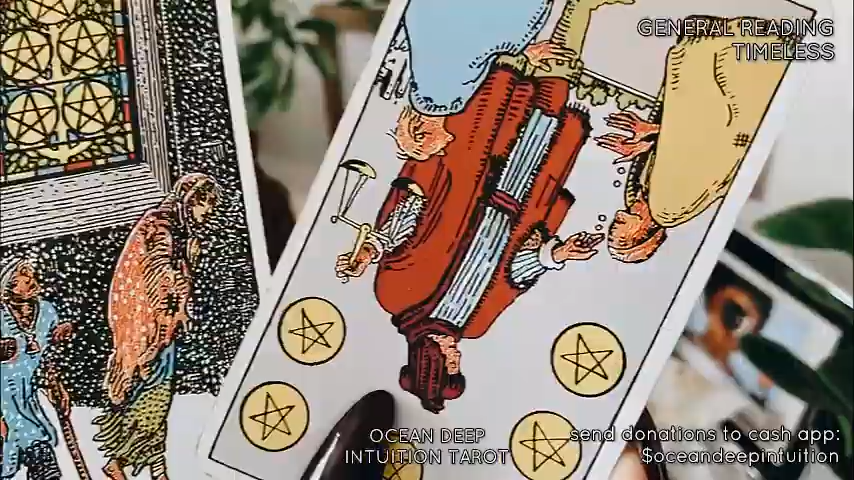 GENERAL READING
TIMELESS
OCEAN DEEP
INTUITION TAROT
send donations to cash app:
$oceandeepintuition